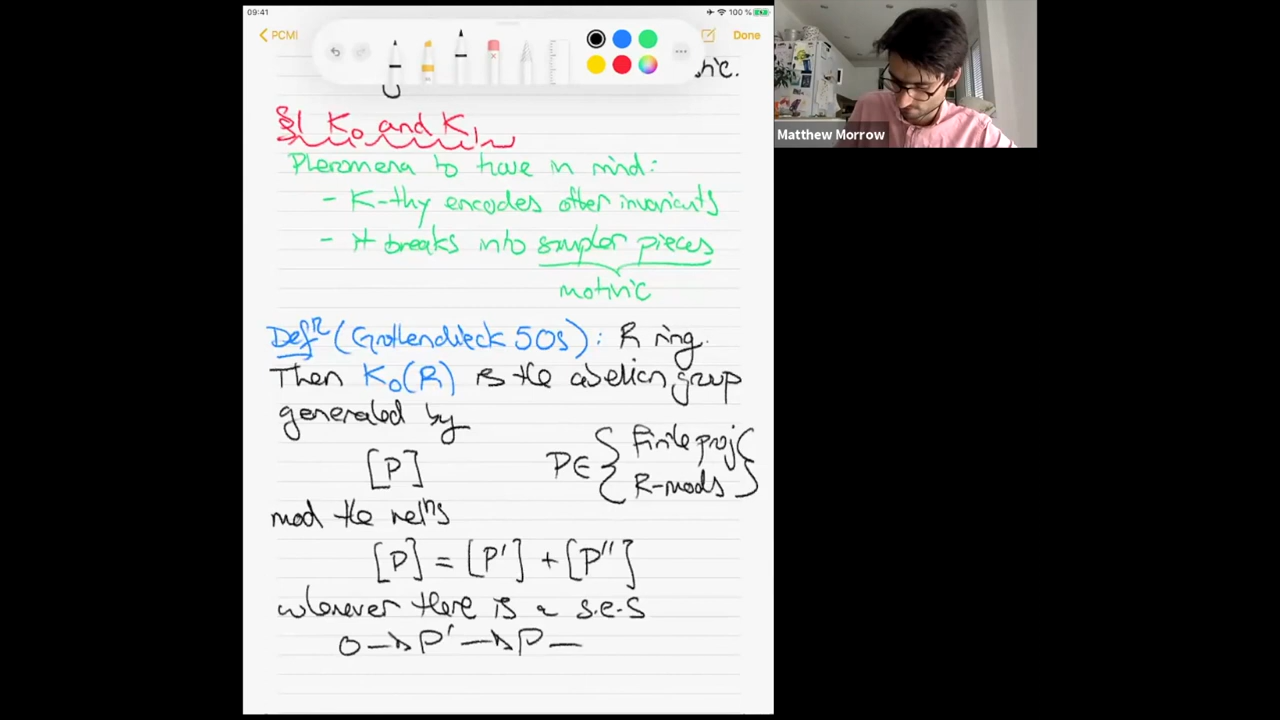 09:41
100 %
PCMI
Done
ic.
§1 K₀ and K₁
Phenomena to have in mind:
- K-thy encodes other invariants
- it breaks into simpler pieces
motivic
Defⁿ (Grothendieck 50s): R ring.
Then K₀(R) is the abelian group
generated by
[P] P ∈ { finite proj R-mods }
mod the relⁿs
[P] = [P'] + [P'']
whenever there is a s.e.s
0 → P' → P —
Matthew Morrow